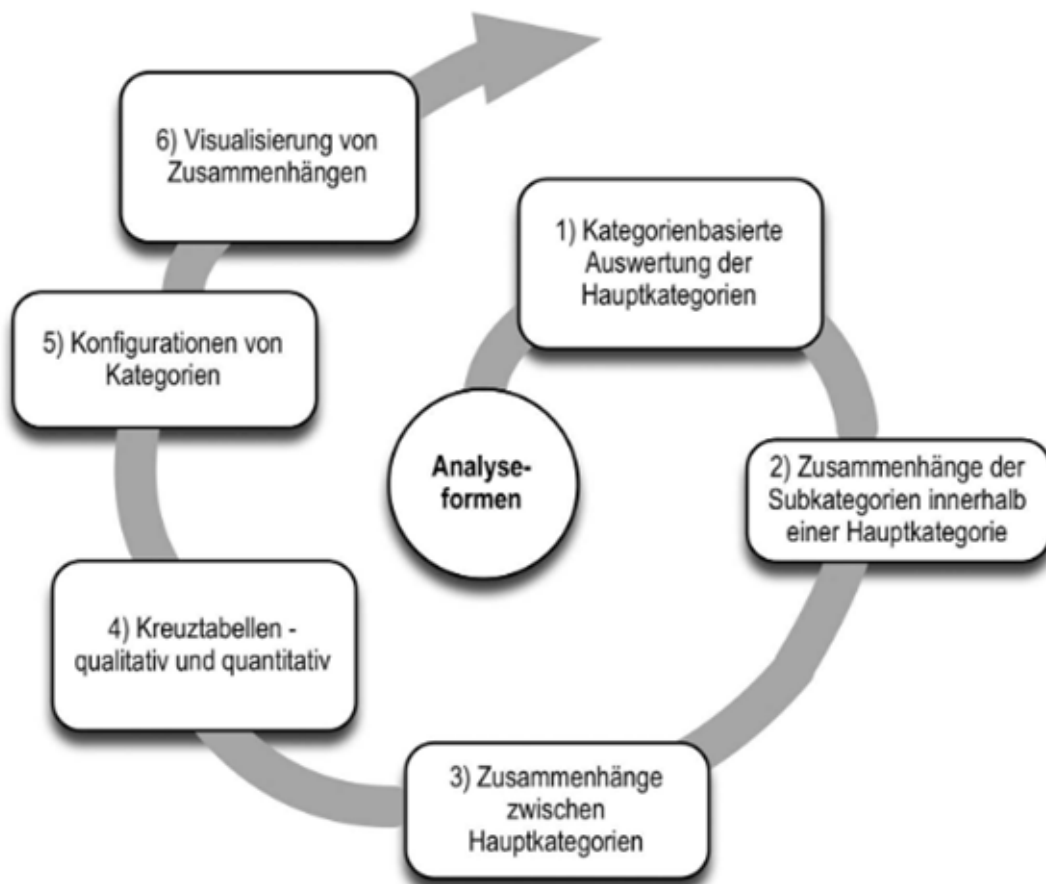 Analyse-
formen
1) Kategorienbasierte
Auswertung der
Hauptkategorien
2) Zusammenhänge der
Subkategorien innerhalb
einer Hauptkategorie
3) Zusammenhänge
zwischen
Hauptkategorien
4) Kreuztabellen -
qualitativ und quantitativ
5) Konfigurationen von
Kategorien
6) Visualisierung von
Zusammenhängen